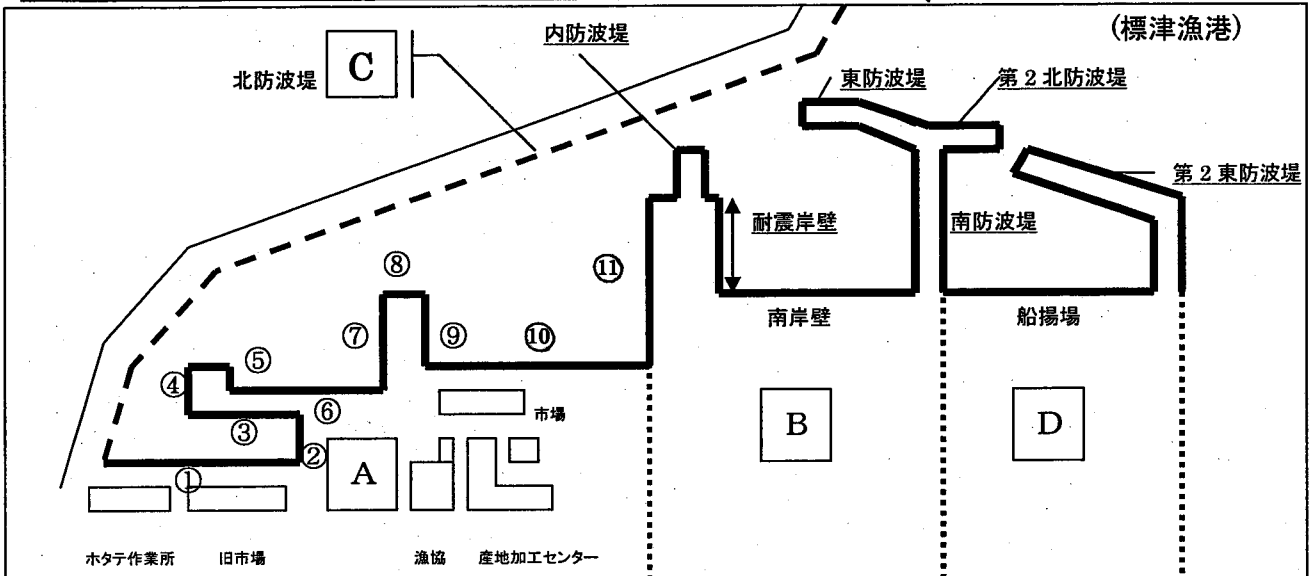 (標津漁港)
内防波堤
北防波堤
C
東防波堤
第2北防波堤
第2東防波堤
耐震岸壁
南防波堤
⑧
⑪
南岸壁
船揚場
⑦
⑨
⑩
⑤
④
⑥
市場
③
B
D
②
A
①
ホタテ作業所
旧市場
漁協
産地加工センター